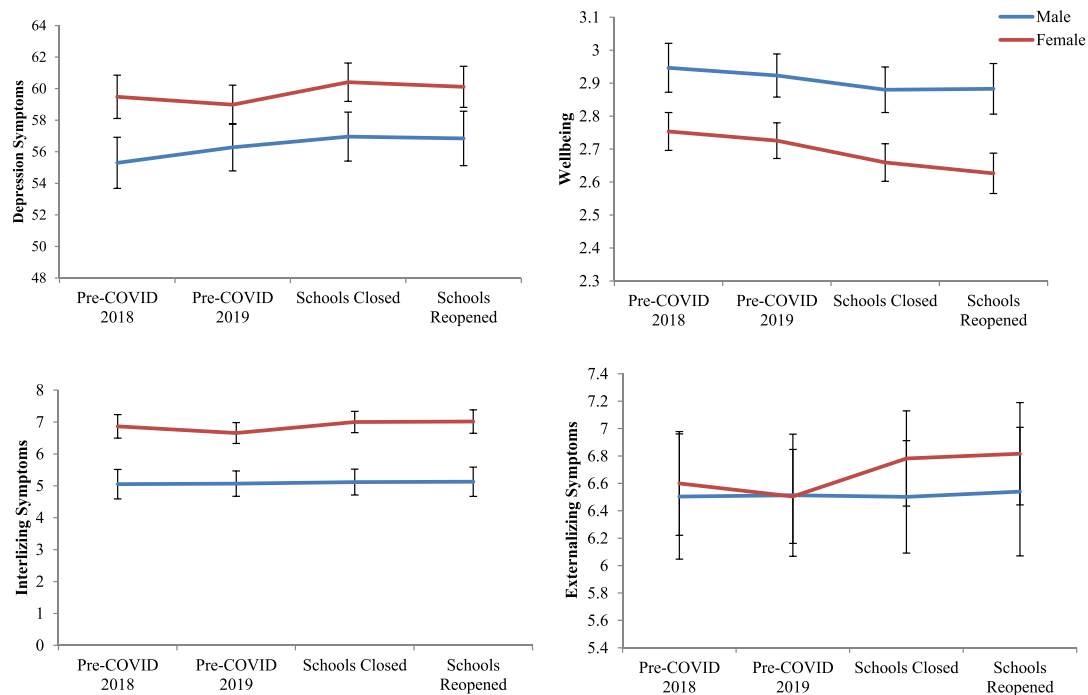 Depression Symptoms
64
62
60
58
56
54
52
50
48
Pre-COVID
2018
Pre-COVID
2019
Schools Closed
Schools
Reopened
Wellbeing
3.1
3
2.9
2.8
2.7
2.6
2.5
2.4
2.3
Pre-COVID
2018
Pre-COVID
2019
Schools Closed
Schools
Reopened
Male
Female
Interlizing Symptoms
8
7
6
5
4
3
2
1
0
Pre-COVID
2018
Pre-COVID
2019
Schools Closed
Schools
Reopened
Externalizing Symptoms
7.4
7.2
7
6.8
6.6
6.4
6.2
6
5.8
5.6
5.4
Pre-COVID
2018
Pre-COVID
2019
Schools Closed
Schools
Reopened